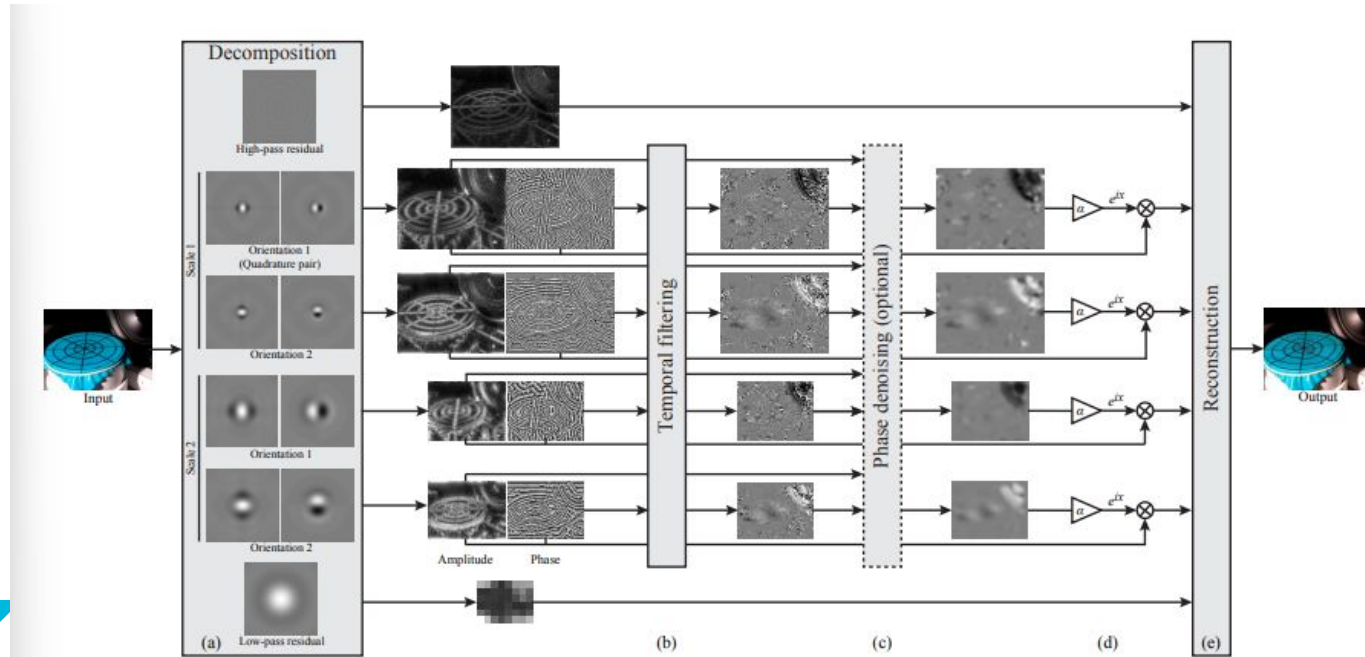 Decomposition
High-pass residual
Scale 1
Orientation 1
(Quadrature pair)
Orientation 2
Scale 2
Orientation 1
Orientation 2
Low-pass residual
(a)
Input
Amplitude
Phase
Temporal filtering
(b)
Phase denoising (optional)
(c)
α
e^{ix}
α
e^{ix}
α
e^{ix}
α
e^{ix}
(d)
Reconstruction
(e)
Output